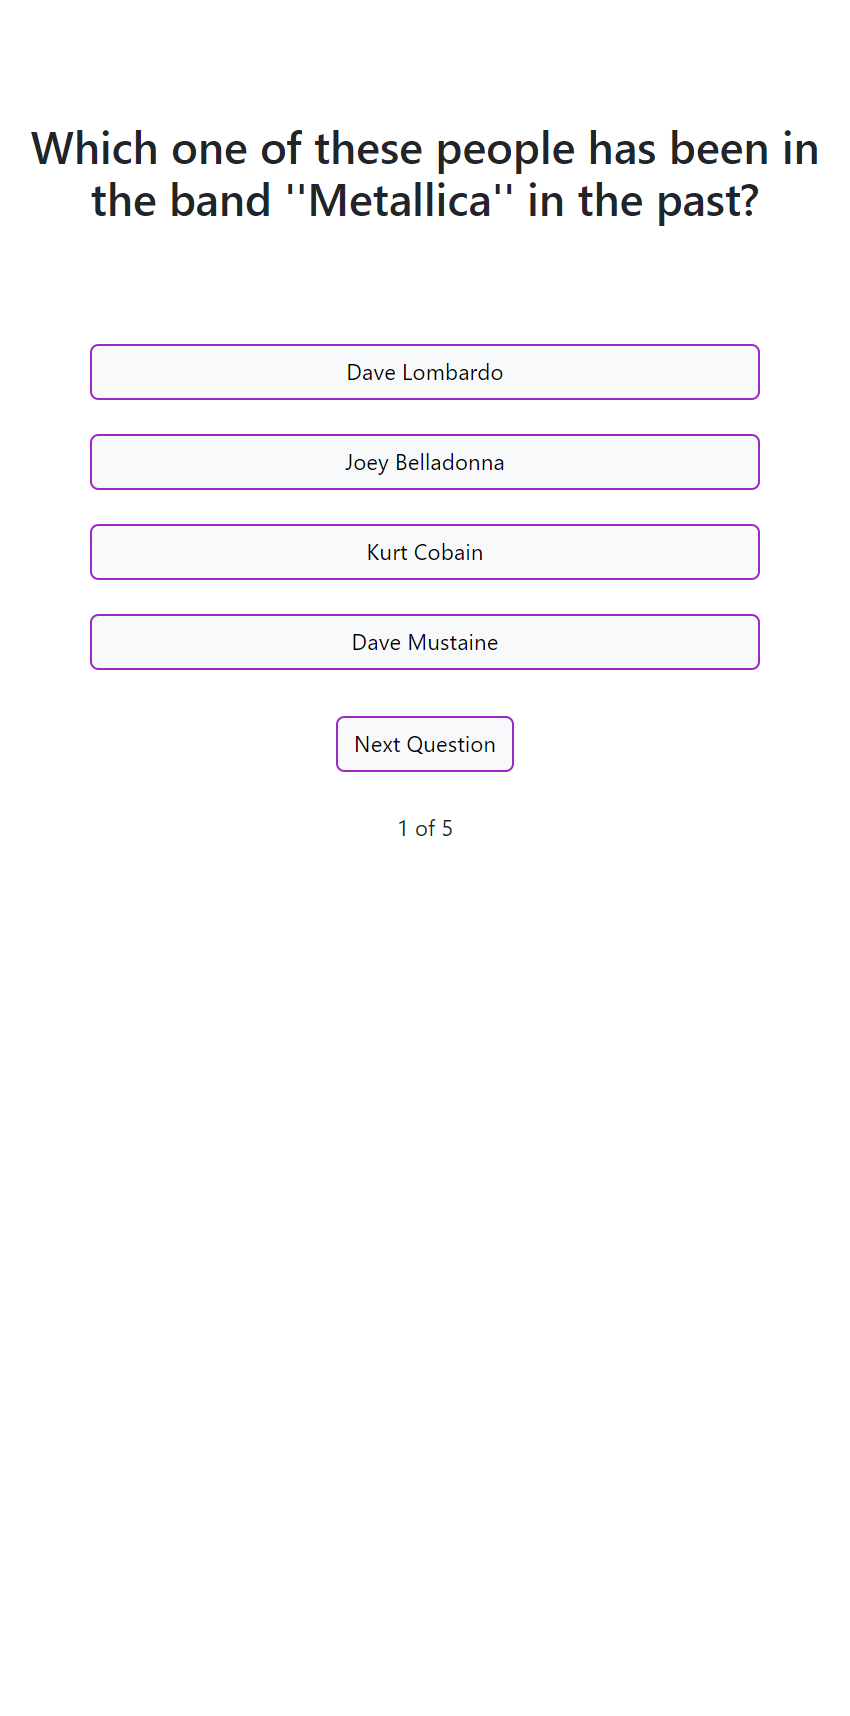 Which one of these people has been in
the band ''Metallica'' in the past?
Dave Lombardo
Joey Belladonna
Kurt Cobain
Dave Mustaine
Next Question
1 of 5